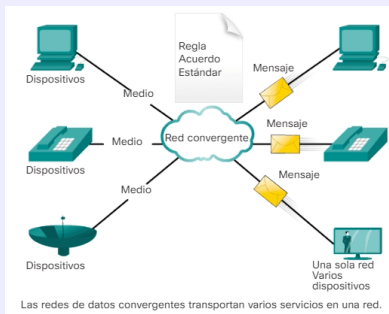 Regla
Acuerdo
Estándar
Mensaje
Dispositivos
Medio
Mensaje
Medio
Red convergente
Dispositivos
Mensaje
Medio
Dispositivos
Una sola red
Varios
dispositivos
Las redes de datos convergentes transportan varios servicios en una red.